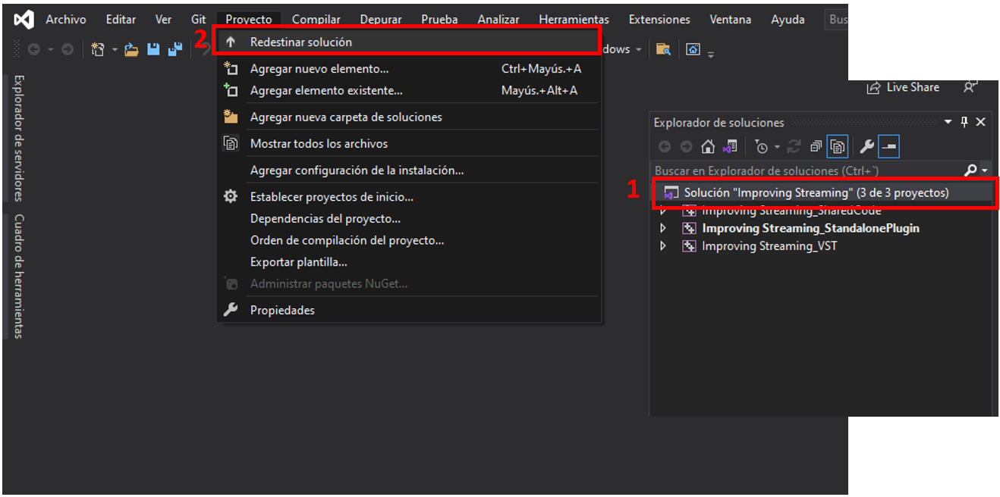 Archivo Editar Ver Git Proyecto Compilar Depurar Prueba Analizar Herramientas Extensiones Ventana Ayuda Bus
2
Redestinar solución
dows
Agregar nuevo elemento... Ctrl+Mayús.+A
Agregar elemento existente... Mayús.+Alt+A
Agregar nueva carpeta de soluciones
Mostrar todos los archivos
Agregar configuración de la instalación...
Establecer proyectos de inicio...
Dependencias del proyecto...
Orden de compilación del proyecto...
Exportar plantilla...
Administrar paquetes NuGet...
Propiedades
Explorador de servidores
Cuadro de herramientas
Live Share
Explorador de soluciones
Buscar en Explorador de soluciones (Ctrl+`)
1
Solución "Improving Streaming" (3 de 3 proyectos)
Improving Streaming_SharedCode
Improving Streaming_StandalonePlugin
Improving Streaming_VST